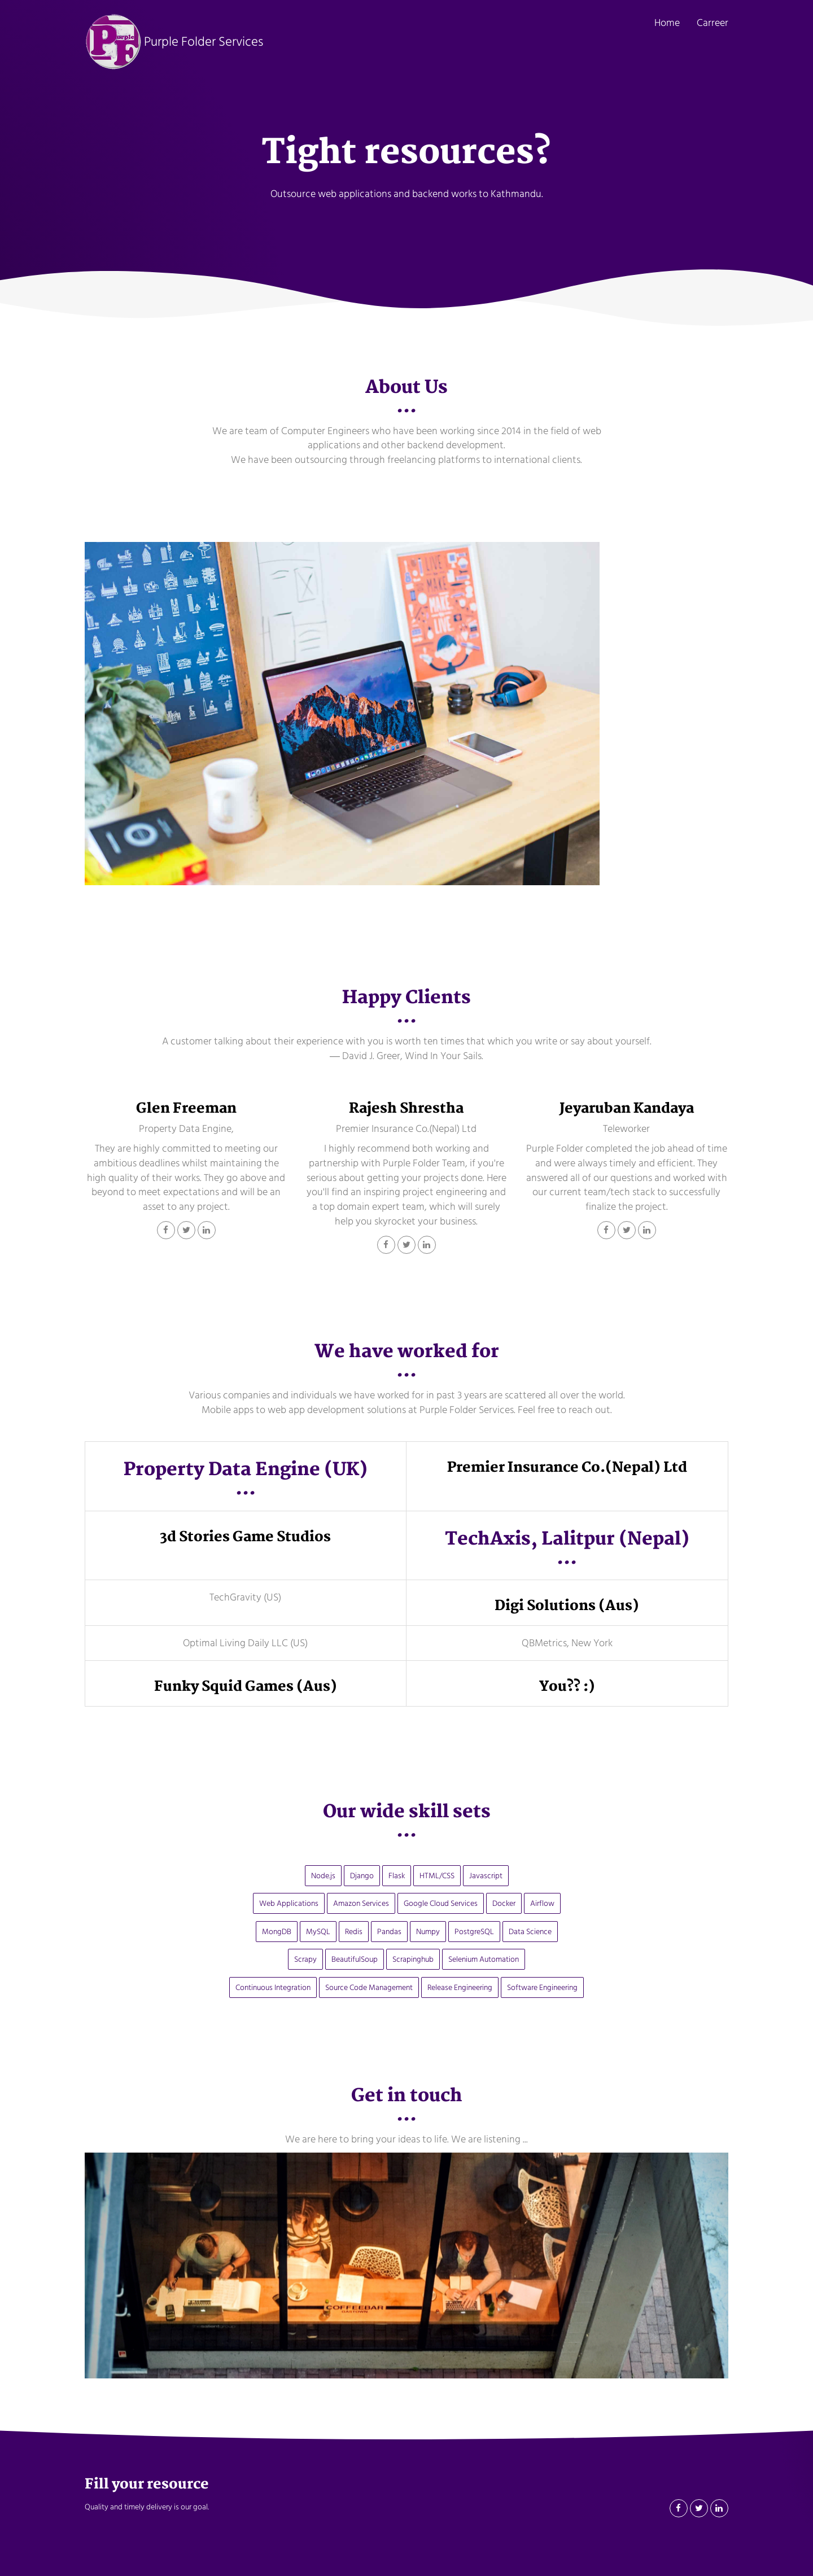 Purple
PF
Purple Folder Services
Home
Carreer
Tight resources?
Outsource web applications and backend works to Kathmandu.
About Us
We are team of Computer Engineers who have been working since 2014 in the field of web
applications and other backend development.
We have been outsourcing through freelancing platforms to international clients.
Happy Clients
A customer talking about their experience with you is worth ten times that which you write or say about yourself.
― David J. Greer, Wind In Your Sails.
Glen Freeman
Property Data Engine,
They are highly committed to meeting our
ambitious deadlines whilst maintaining the
high quality of their works. They go above and
beyond to meet expectations and will be an
asset to any project.
Rajesh Shrestha
Premier Insurance Co.(Nepal) Ltd
I highly recommend both working and
partnership with Purple Folder Team, if you're
serious about getting your projects done. Here
you'll find an inspiring project engineering and
a top domain expert team, which will surely
help you skyrocket your business.
Jeyaruban Kandaya
Teleworker
Purple Folder completed the job ahead of time
and were always timely and efficient. They
answered all of our questions and worked with
our current team/tech stack to successfully
finalize the project.
We have worked for
Various companies and individuals we have worked for in past 3 years are scattered all over the world.
Mobile apps to web app development solutions at Purple Folder Services. Feel free to reach out.
Property Data Engine (UK)
Premier Insurance Co.(Nepal) Ltd
3d Stories Game Studios
TechAxis, Lalitpur (Nepal)
TechGravity (US)
Digi Solutions (Aus)
Optimal Living Daily LLC (US)
QBMetrics, New York
Funky Squid Games (Aus)
You?? :)
Our wide skill sets
Node.js Django Flask HTML/CSS Javascript
Web Applications Amazon Services Google Cloud Services Docker Airflow
MongDB MySQL Redis Pandas Numpy PostgreSQL Data Science
Scrapy BeautifulSoup Scrapinghub Selenium Automation
Continuous Integration Source Code Management Release Engineering Software Engineering
Get in touch
We are here to bring your ideas to life. We are listening ...
COFFEEBAR
Fill your resource
Quality and timely delivery is our goal.